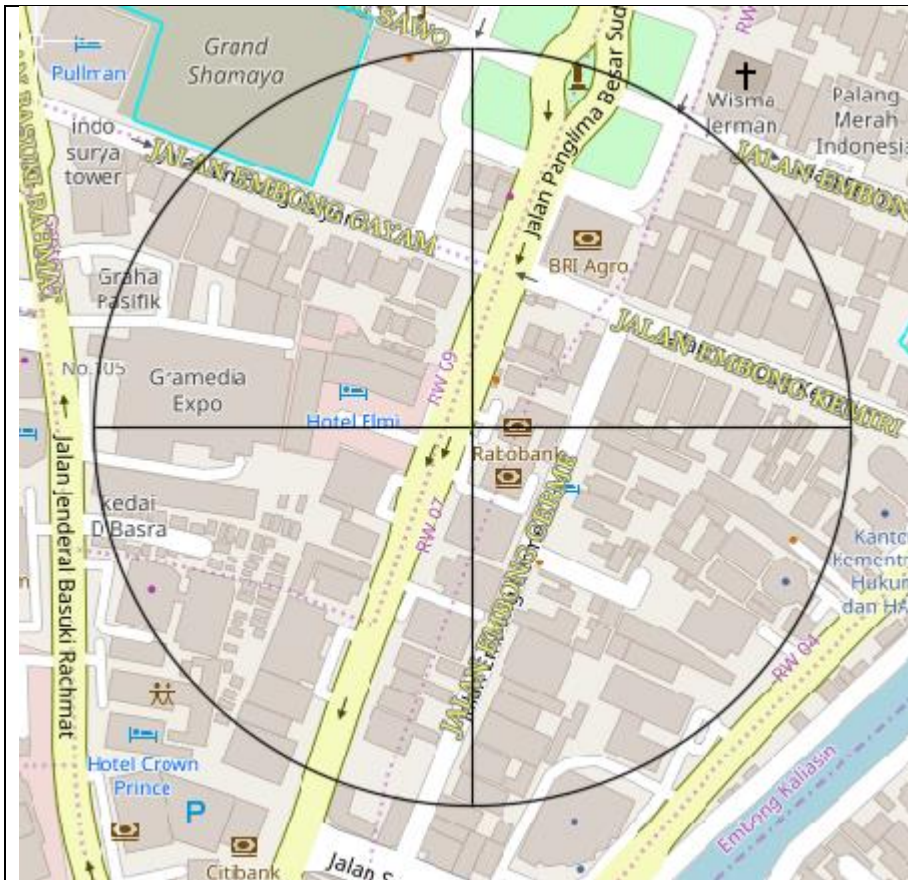 SAWO
Grand
Shamaya
Pullman
Indo
surya
tower
JALAN EMBONG GAYAM
Jalan Panglima Besar Sud
Wisma
Jerman
Palang
Merah
Indonesia
JALAN EMBONG
BRI Agro
Graha
Pasifik
No.105
Gramedia
Expo
Hotel Elmi
RW 09
JALAN EMBONG KEMIRI
Rabobank
RW 07
JALAN EMBONG CERME
kedai
D'Basra
Jalan Jenderal Basuki Rachmat
Kanto
Kementr
Hukum
dan HA
RW 04
Hotel Crown
Prince
P
Citibank
Embong Kaliasin
Jalan S